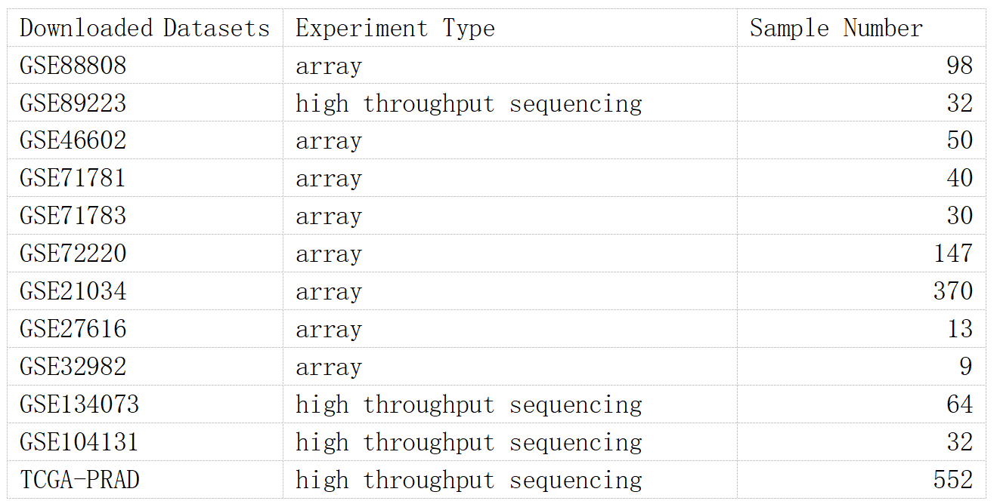 Downloaded Datasets Experiment Type Sample Number
GSE88808 array 98
GSE89223 high throughput sequencing 32
GSE46602 array 50
GSE71781 array 40
GSE71783 array 30
GSE72220 array 147
GSE21034 array 370
GSE27616 array 13
GSE32982 array 9
GSE134073 high throughput sequencing 64
GSE104131 high throughput sequencing 32
TCGA-PRAD high throughput sequencing 552